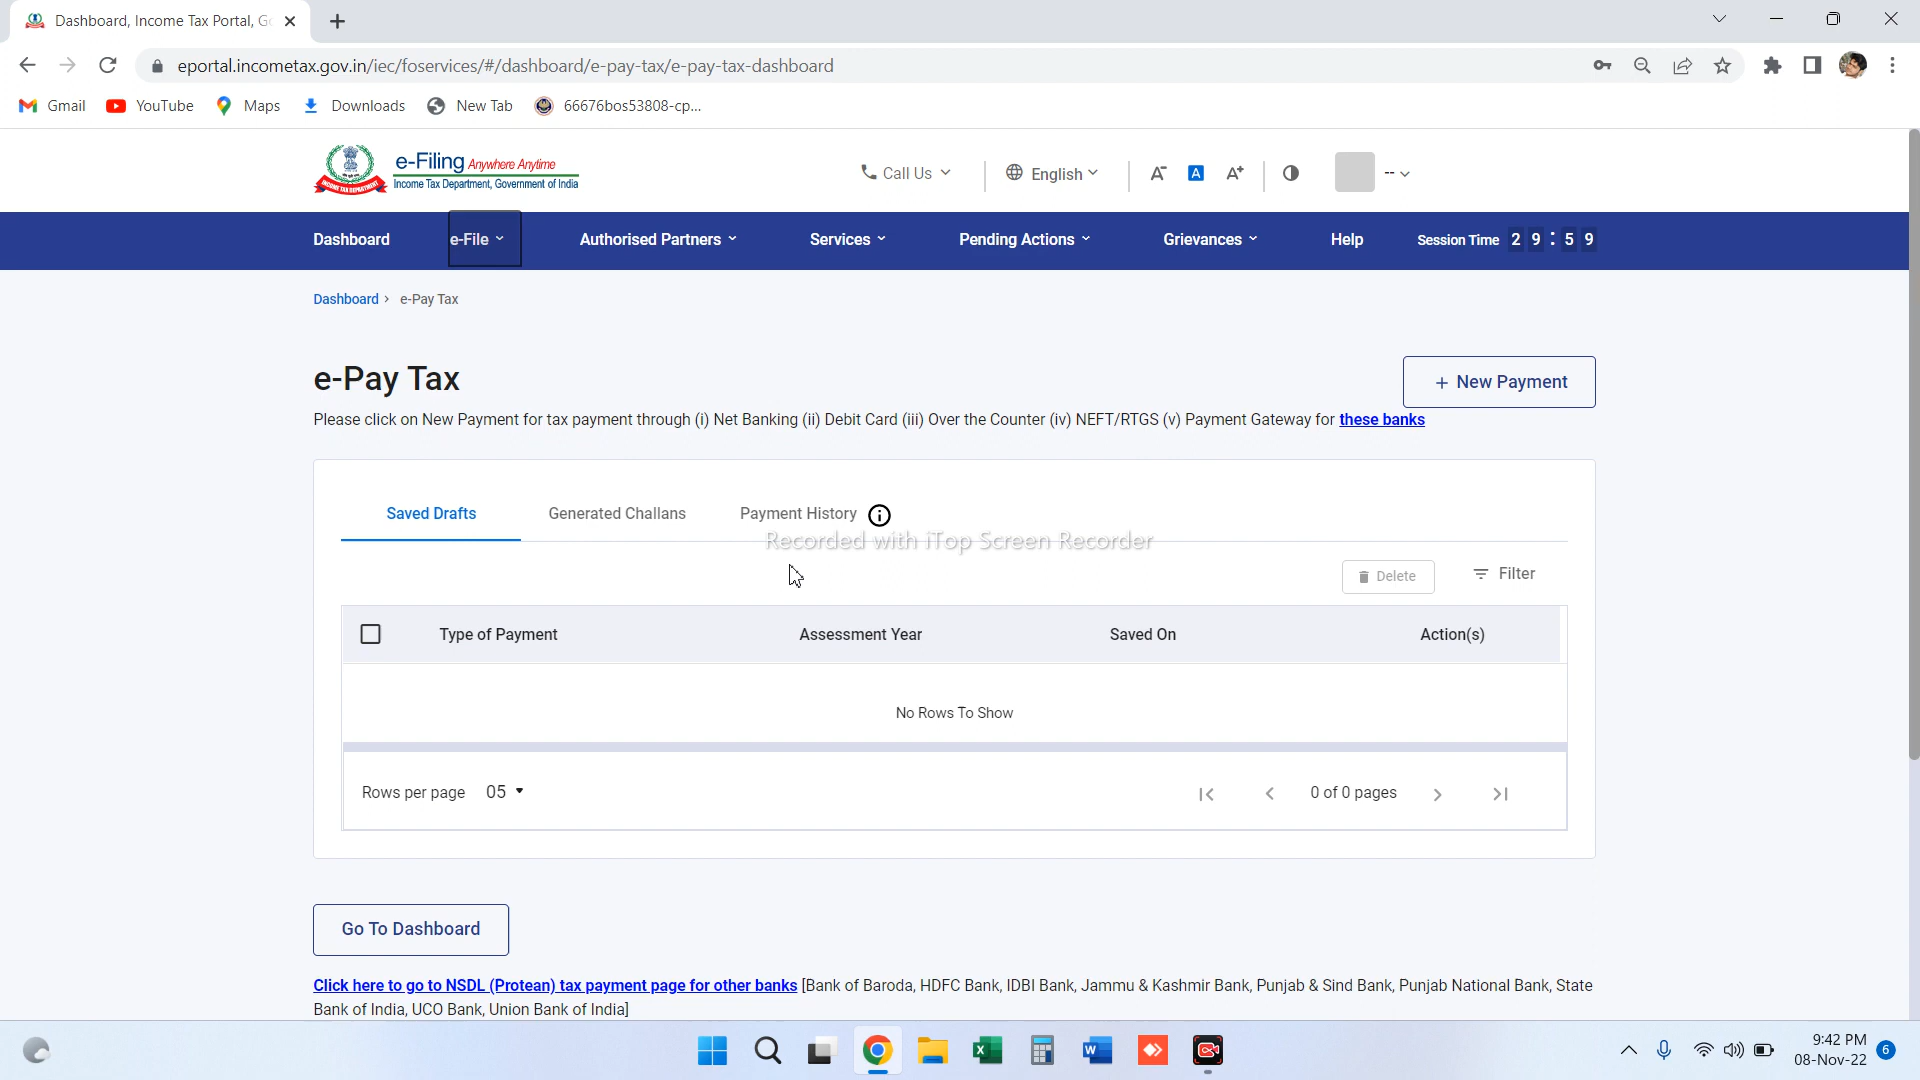 Dashboard, Income Tax Portal, G
eportal.incometax.gov.in/iec/foservices/#/dashboard/e-pay-tax/e-pay-tax-dashboard
Gmail YouTube Maps Downloads New Tab 66676bos53808-cp...
e-Filing Anywhere Anytime
Income Tax Department, Government of India
INCOME TAX DEPARTMENT
Call Us English A- A A+ --
Dashboard e-File Authorised Partners Services Pending Actions Grievances Help Session Time 29:59
Dashboard > e-Pay Tax
e-Pay Tax
+ New Payment
Please click on New Payment for tax payment through (i) Net Banking (ii) Debit Card (iii) Over the Counter (iv) NEFT/RTGS (v) Payment Gateway for these banks
Saved Drafts Generated Challans Payment History
Recorded with iTop Screen Recorder
Delete Filter
Type of Payment Assessment Year Saved On Action(s)
No Rows To Show
Rows per page 05 0 of 0 pages
Go To Dashboard
Click here to go to NSDL (Protean) tax payment page for other banks [Bank of Baroda, HDFC Bank, IDBI Bank, Jammu & Kashmir Bank, Punjab & Sind Bank, Punjab National Bank, State
Bank of India, UCO Bank, Union Bank of India]
9:42 PM
08-Nov-22 6